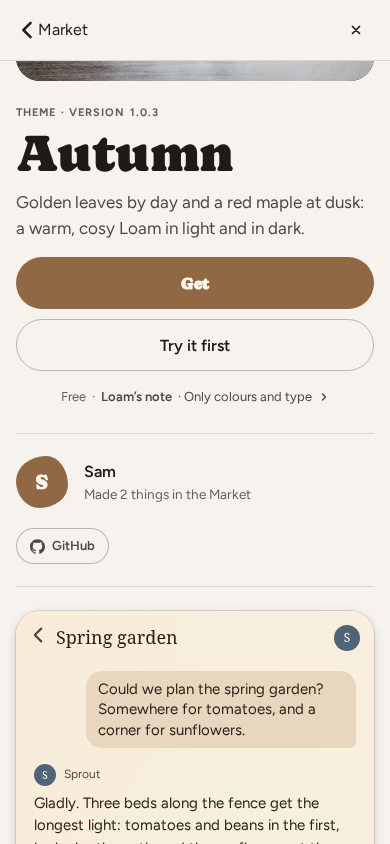 Market
THEME · VERSION 1.0.3
Autumn
Golden leaves by day and a red maple at dusk:
a warm, cosy Loam in light and in dark.
Get
Try it first
Free · Loam’s note · Only colours and type
S
Sam
Made 2 things in the Market
GitHub
Spring garden
S
Could we plan the spring garden?
Somewhere for tomatoes, and a
corner for sunflowers.
S
Sprout
Gladly. Three beds along the fence get the
longest light: tomatoes and beans in the first,